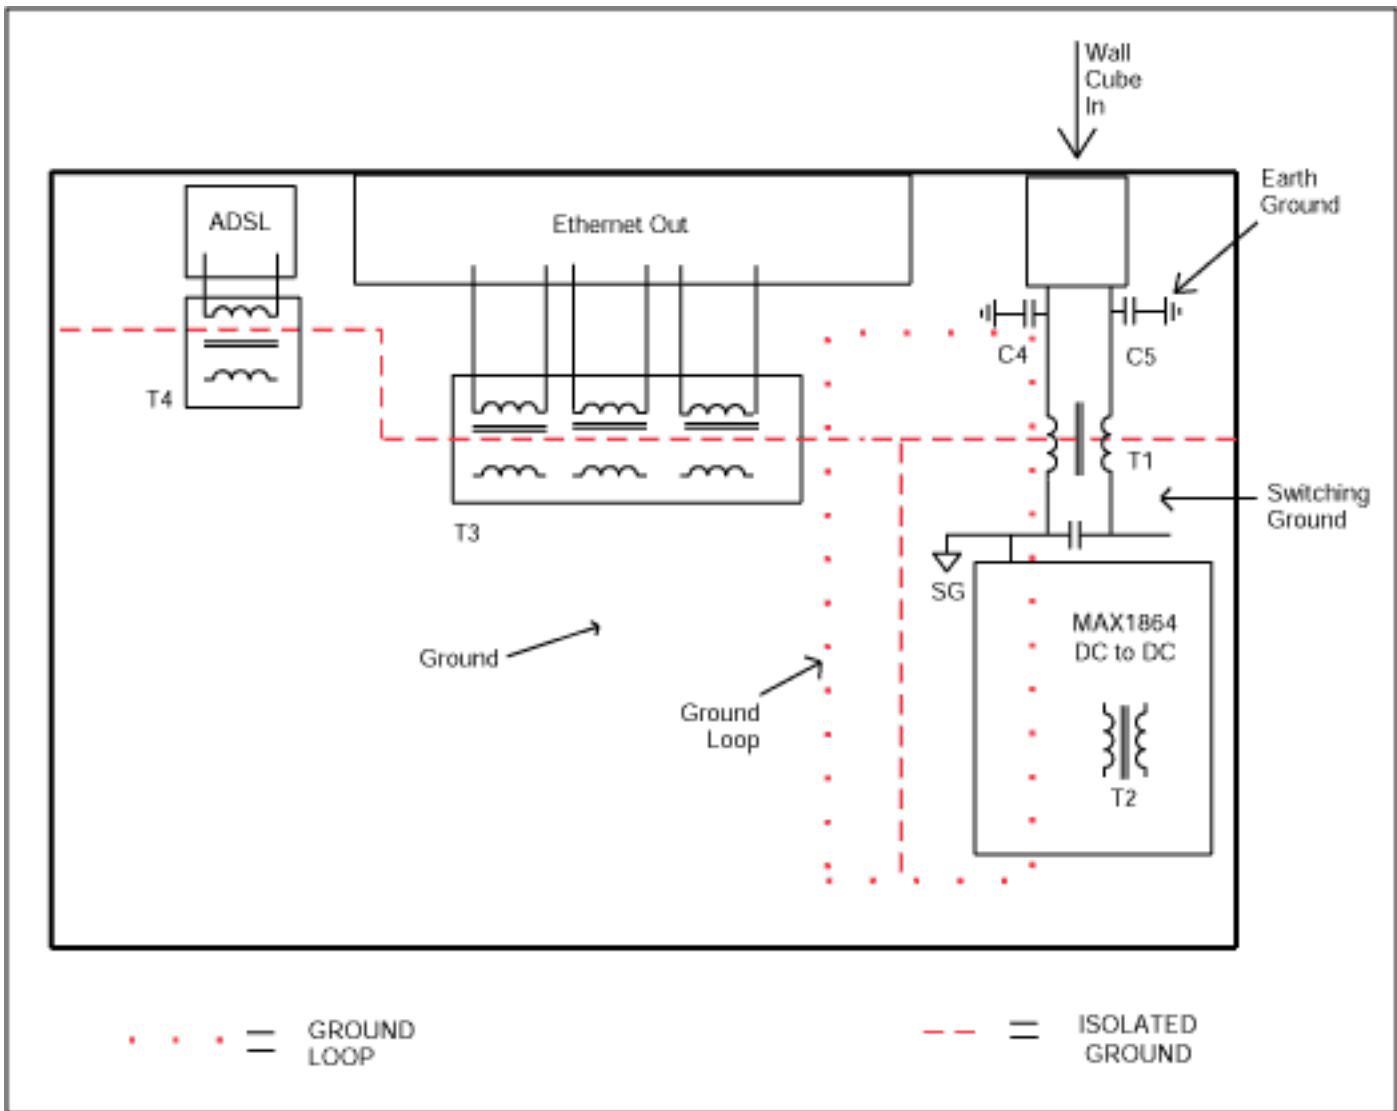 Wall
Cube
In
Earth
Ground
ADSL
Ethernet Out
C4
C5
T4
T1
T3
Switching
Ground
SG
MAX1864
DC to DC
Ground
Ground
Loop
T2
GROUND
LOOP
ISOLATED
GROUND